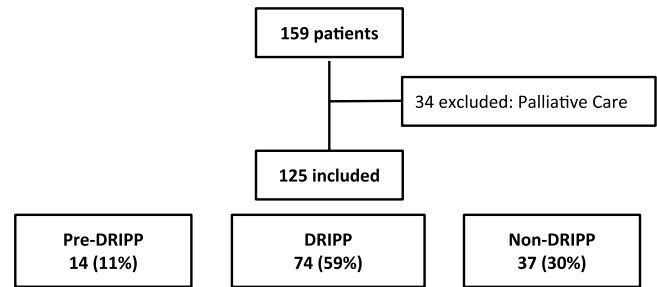 159 patients
34 excluded: Palliative Care
125 included
Pre-DRIPP
14 (11%)
DRIPP
74 (59%)
Non-DRIPP
37 (30%)